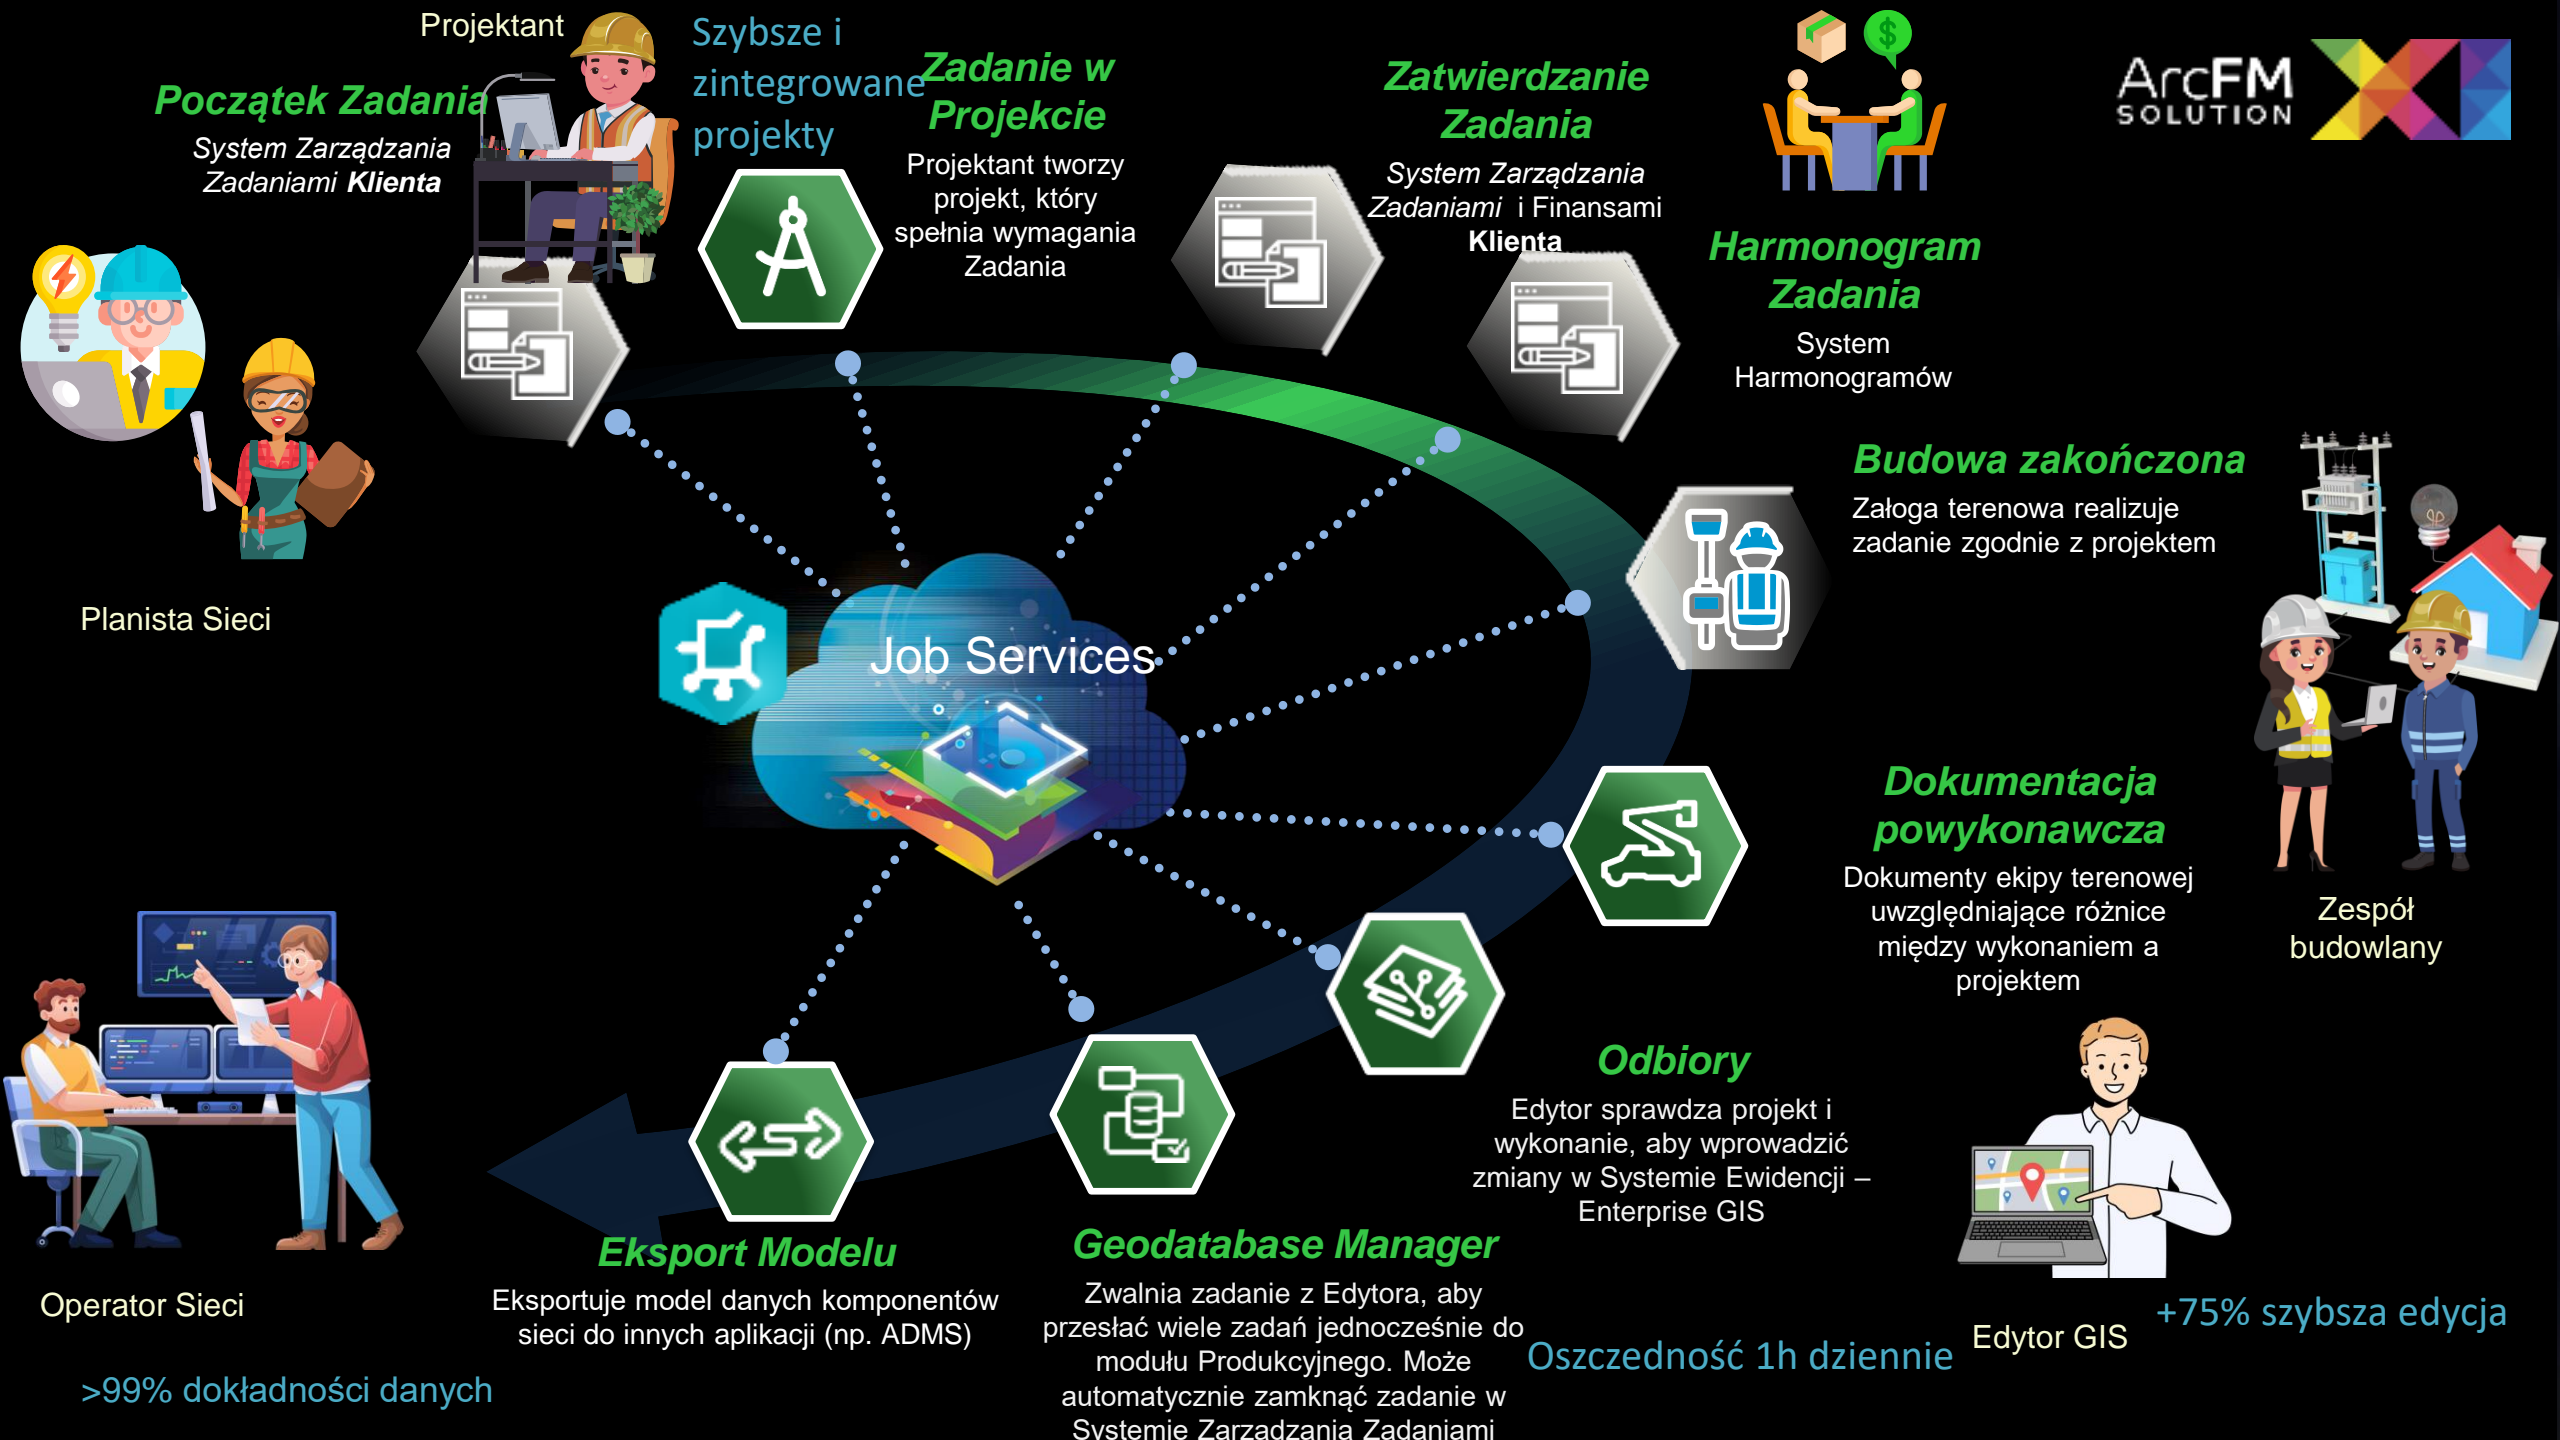 Projektant
Szybsze i
zintegrowane
projekty
Początek Zadania
System Zarządzania
Zadaniami Klienta
Zadanie w
Projekcie
Projektant tworzy
projekt, który
spełnia wymagania
Zadania
Zatwierdzanie
Zadania
System Zarządzania
Zadaniami i Finansami
Klienta
ArcFM
SOLUTION
XI
Harmonogram
Zadania
System
Harmonogramów
Budowa zakończona
Załoga terenowa realizuje
zadanie zgodnie z projektem
Planista Sieci
Job Services
Dokumentacja
powykonawcza
Dokumenty ekipy terenowej
uwzględniające różnice
między wykonaniem a
projektem
Zespół
budowlany
Odbiory
Edytor sprawdza projekt i
wykonanie, aby wprowadzić
zmiany w Systemie Ewidencji –
Enterprise GIS
Eksport Modelu
Eksportuje model danych komponentów
sieci do innych aplikacji (np. ADMS)
Geodatabase Manager
Zwalnia zadanie z Edytora, aby
przesłać wiele zadań jednocześnie do
modułu Produkcyjnego. Może
automatycznie zamknąć zadanie w
Systemie Zarzadzania Zadaniami
Operator Sieci
>99% dokładności danych
Oszczedność 1h dziennie
Edytor GIS
+75% szybsza edycja